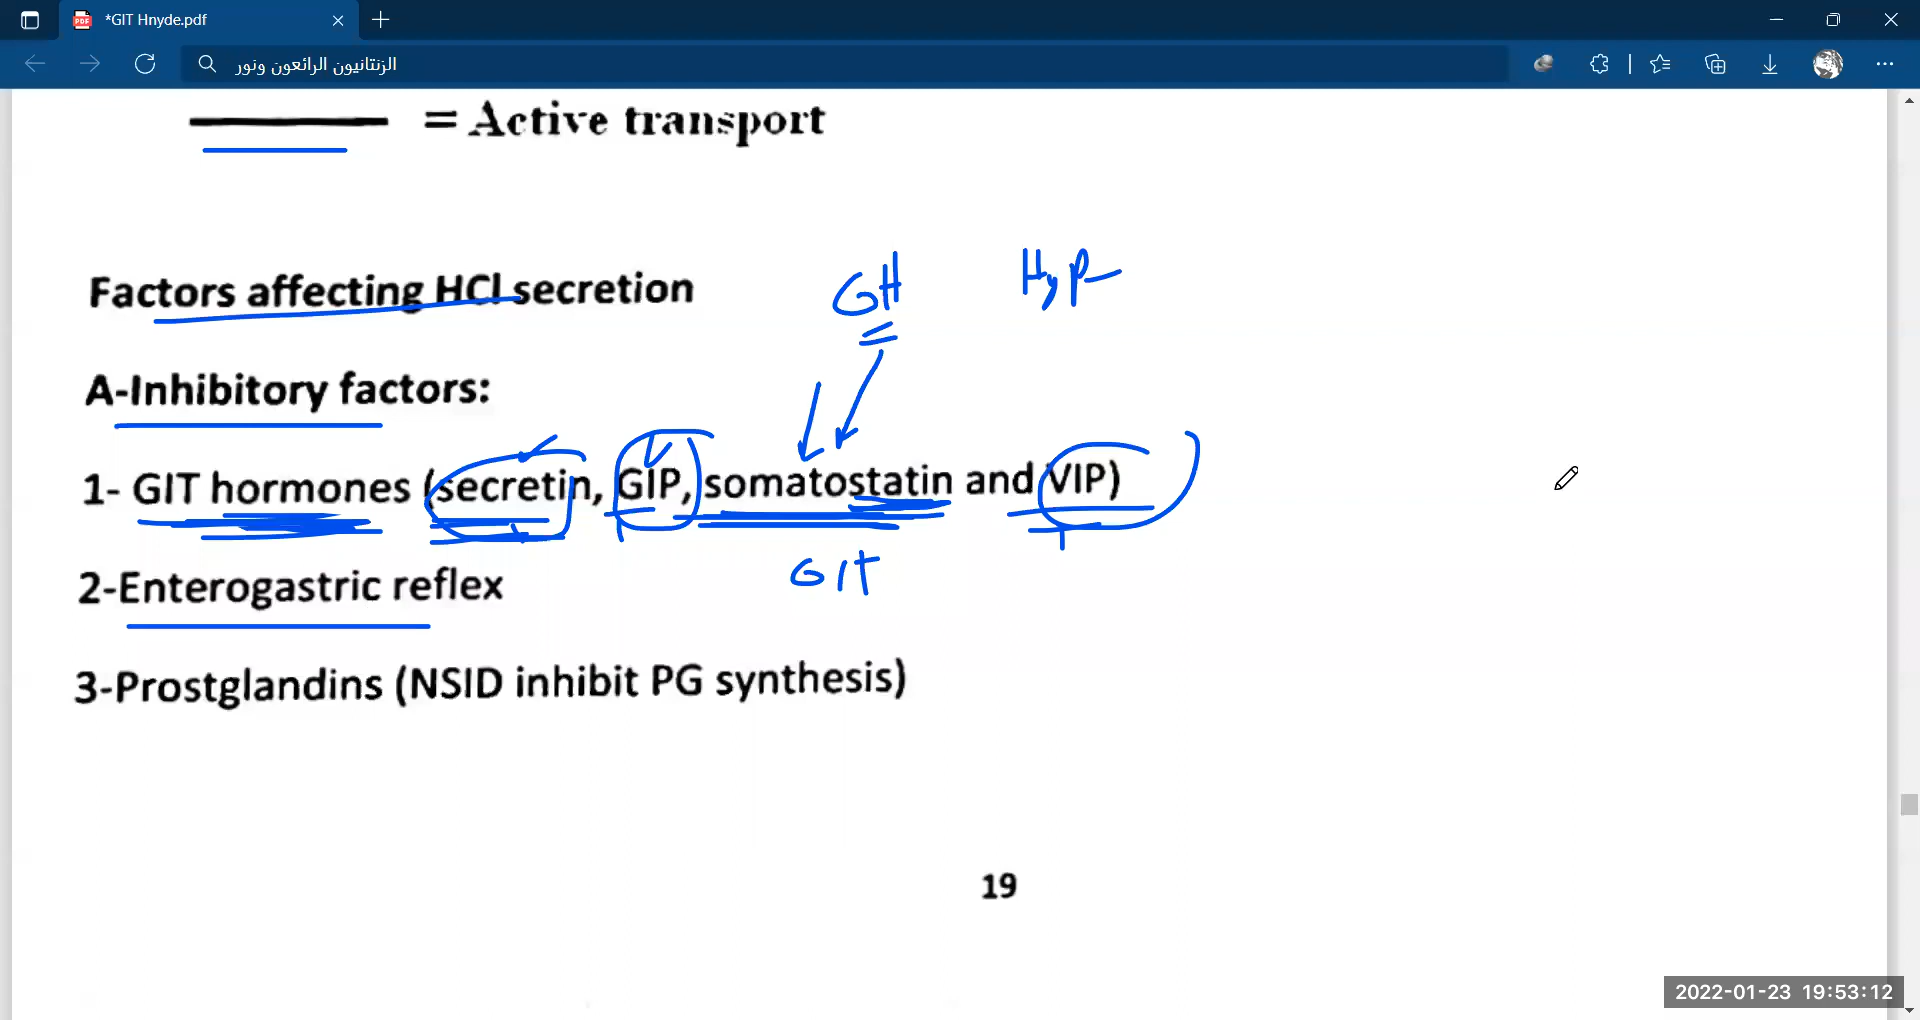 *GIT Hnyde.pdf
الزنتانيون الرائعون ونور
= Active transport
Factors affecting HCl secretion
GH Hyp
A-Inhibitory factors:
1- GIT hormones (secretin, GIP, somatostatin and VIP)
GIT
2-Enterogastric reflex
3-Prostglandins (NSID inhibit PG synthesis)
19
2022-01-23 19:53:12